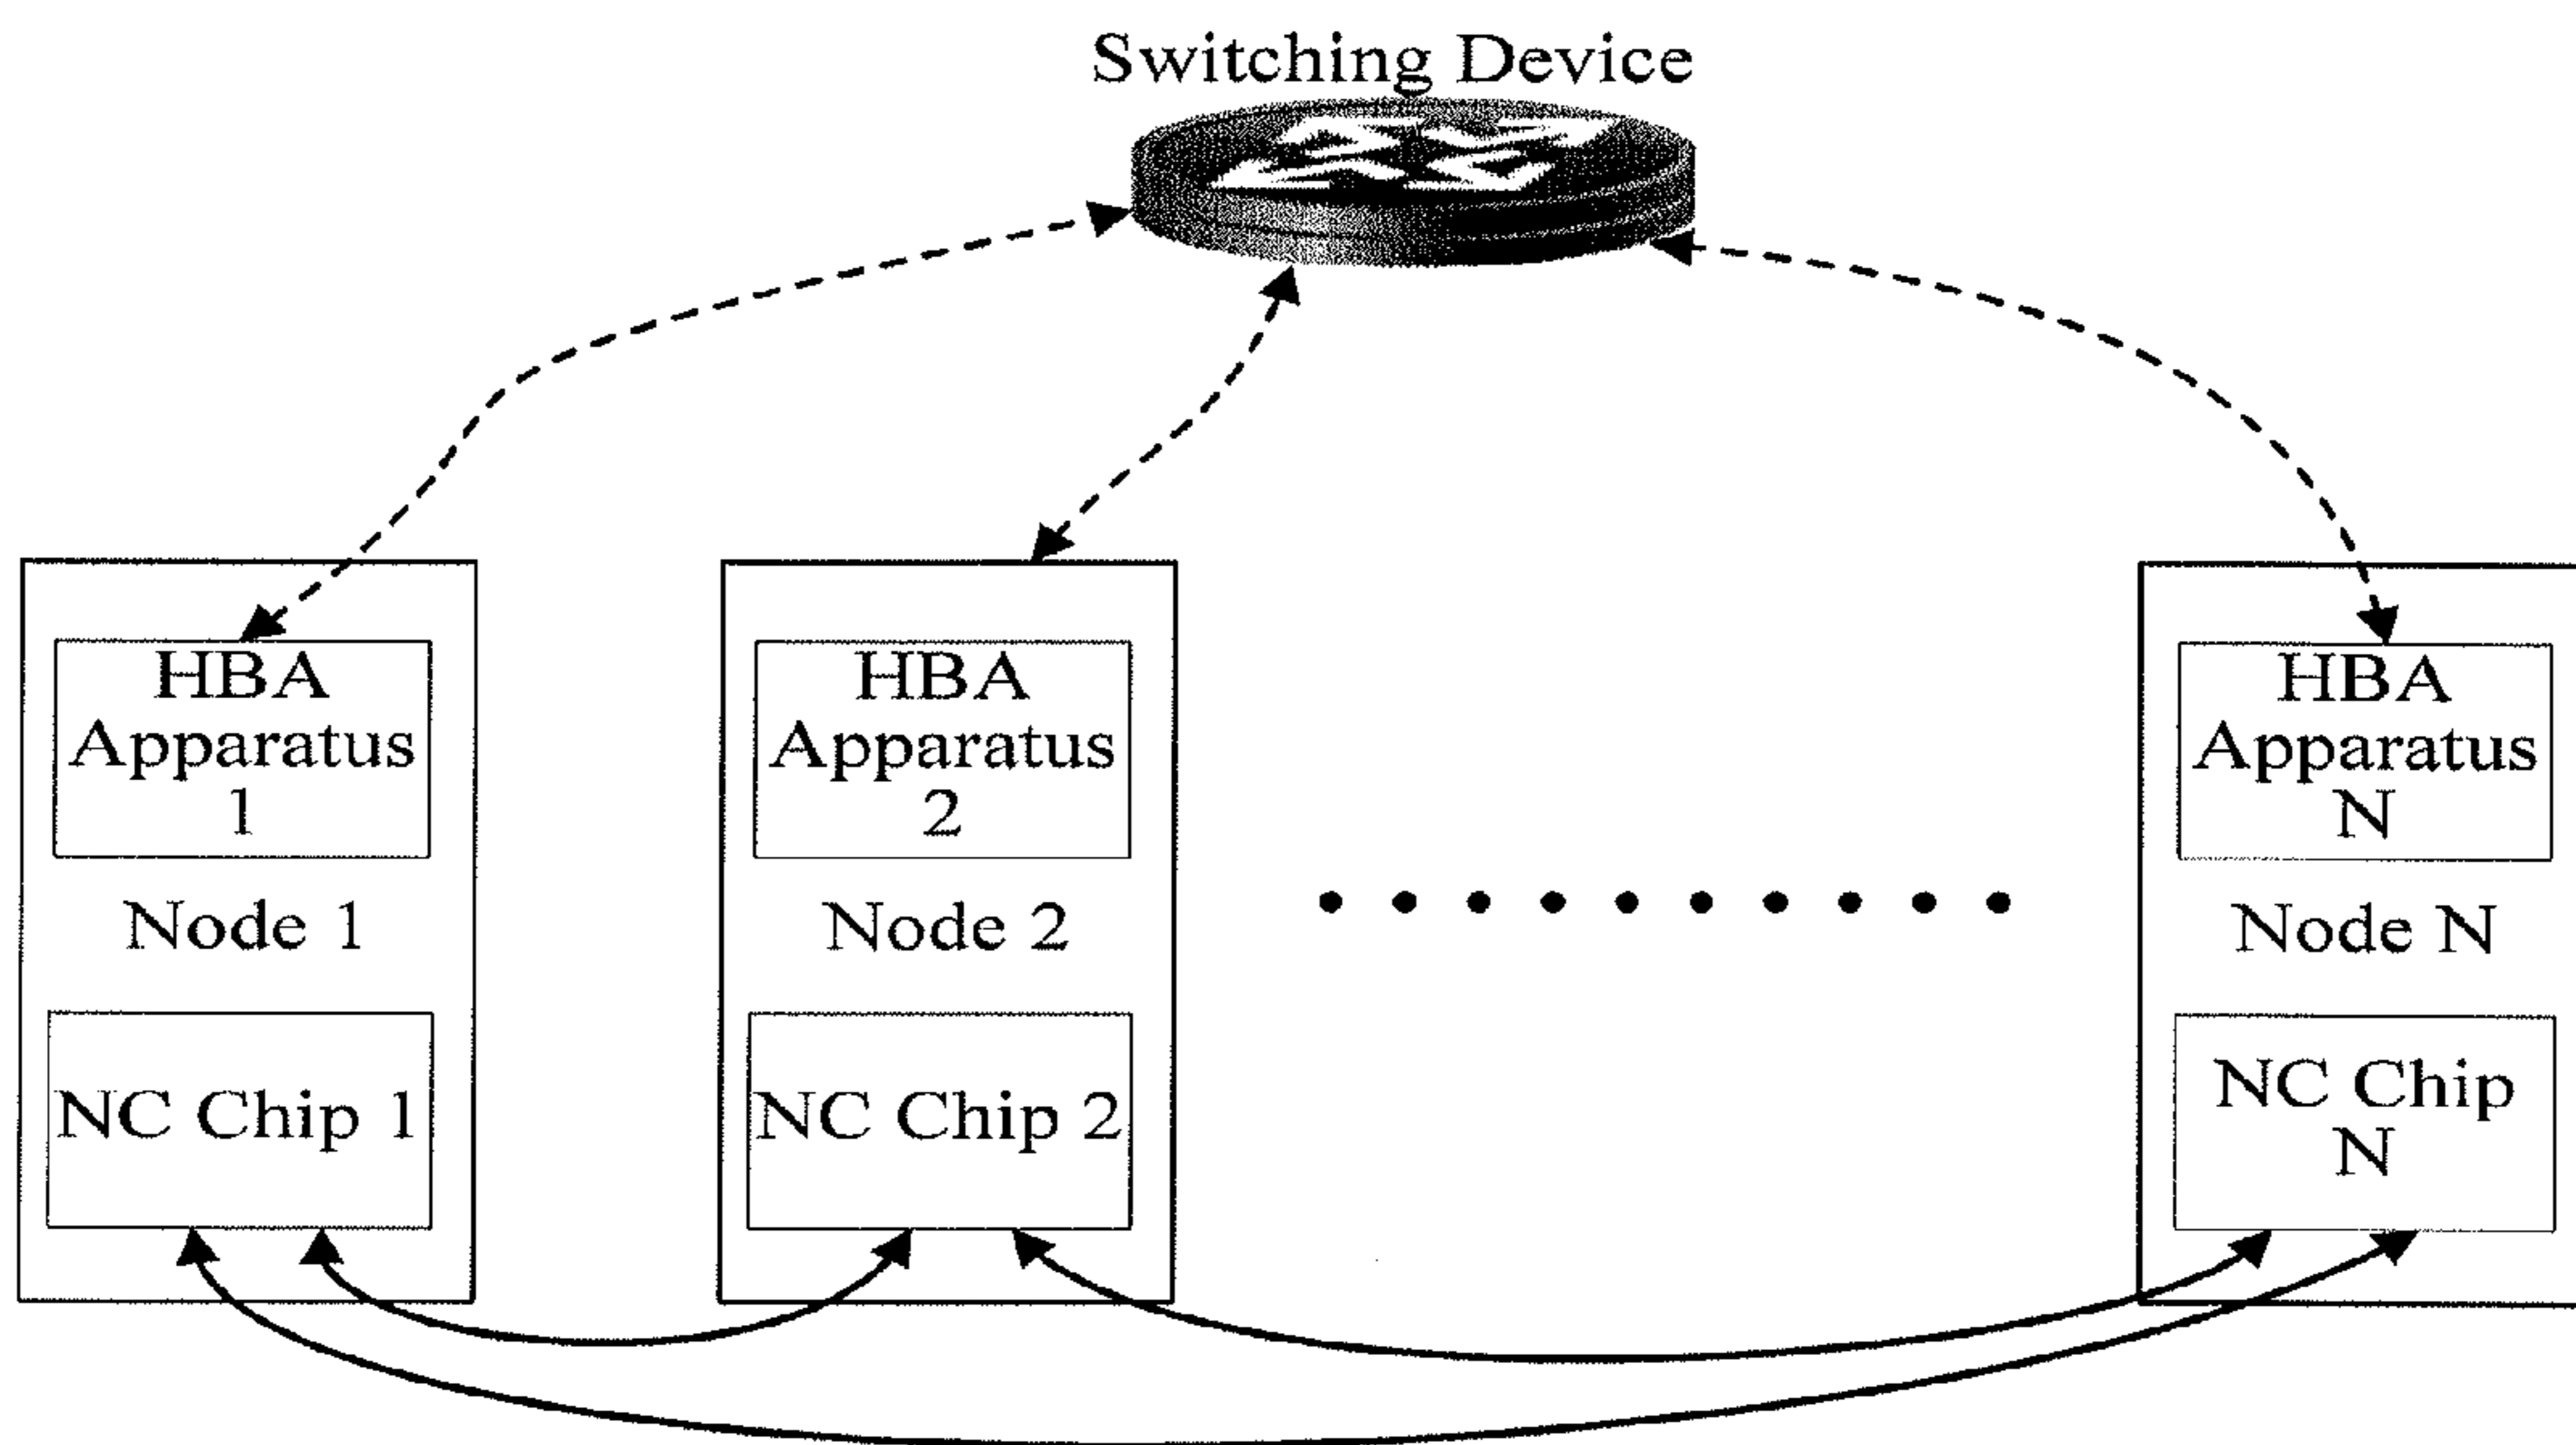 Switching Device
HBA
Apparatus
1
Node 1
NC Chip 1
HBA
Apparatus
2
Node 2
NC Chip 2
HBA
Apparatus
N
Node N
NC Chip
N